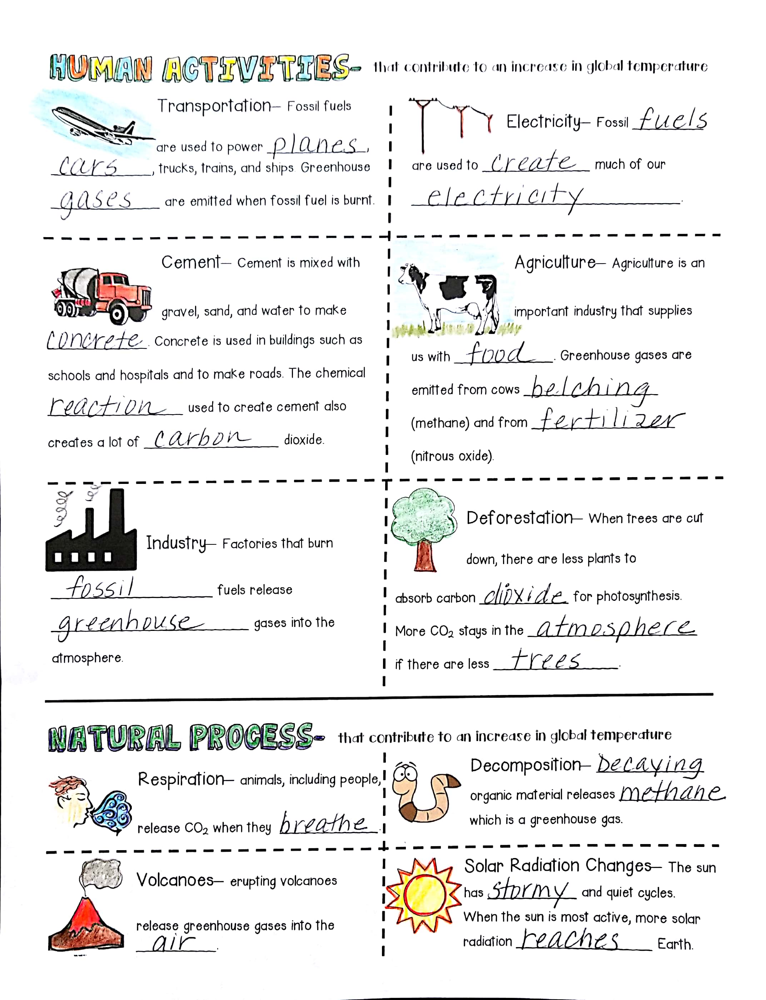 HUMAN ACTIVITIES- that contribute to an increase in global temperature
Transportation— Fossil fuels
are used to power planes,
cars, trucks, trains, and ships. Greenhouse
gases are emitted when fossil fuel is burnt.
Electricity— Fossil fuels
are used to create much of our
electricity.
Cement— Cement is mixed with
gravel, sand, and water to make
concrete. Concrete is used in buildings such as
schools and hospitals and to make roads. The chemical
reaction used to create cement also
creates a lot of carbon dioxide.
Agriculture— Agriculture is an
important industry that supplies
us with food. Greenhouse gases are
emitted from cows belching
(methane) and from fertilizer
(nitrous oxide).
Industry— Factories that burn
fossil fuels release
greenhouse gases into the
atmosphere.
Deforestation— When trees are cut
down, there are less plants to
absorb carbon dioxide for photosynthesis.
More CO₂ stays in the atmosphere
if there are less trees.
NATURAL PROCESS- that contribute to an increase in global temperature
Respiration— animals, including people,
release CO₂ when they breathe.
Decomposition— Decaying
organic material releases methane
which is a greenhouse gas.
Volcanoes— erupting volcanoes
release greenhouse gases into the
air.
Solar Radiation Changes— The sun
has stormy and quiet cycles.
When the sun is most active, more solar
radiation reaches Earth.